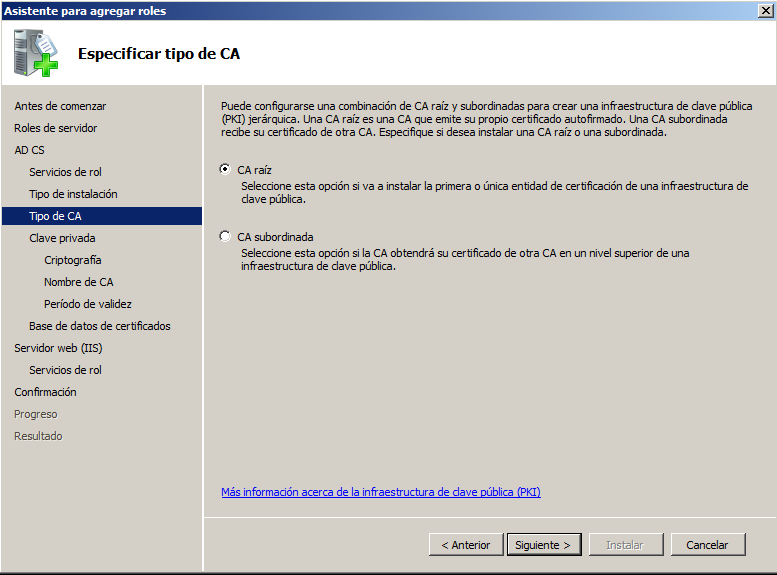 Asistente para agregar roles
Especificar tipo de CA
Antes de comenzar
Roles de servidor
AD CS
Servicios de rol
Tipo de instalación
Tipo de CA
Clave privada
Criptografía
Nombre de CA
Período de validez
Base de datos de certificados
Servidor web (IIS)
Servicios de rol
Confirmación
Progreso
Resultado
Puede configurarse una combinación de CA raíz y subordinadas para crear una infraestructura de clave pública
(PKI) jerárquica. Una CA raíz es una CA que emite su propio certificado autofirmado. Una CA subordinada
recibe su certificado de otra CA. Especifique si desea instalar una CA raíz o una subordinada.
CA raíz
Seleccione esta opción si va a instalar la primera o única entidad de certificación de una infraestructura de
clave pública.
CA subordinada
Seleccione esta opción si la CA obtendrá su certificado de otra CA en un nivel superior de una
infraestructura de clave pública.
Más información acerca de la infraestructura de clave pública (PKI)
< Anterior
Siguiente >
Instalar
Cancelar